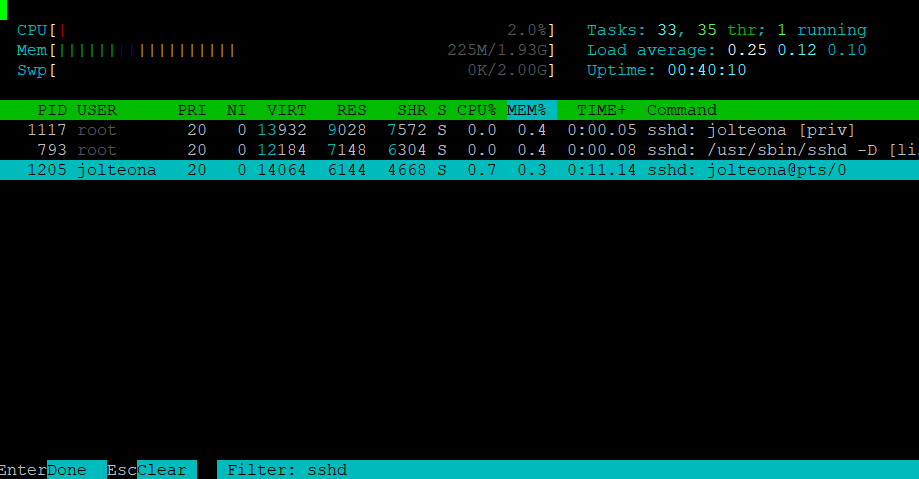 CPU[| 2.0%] Tasks: 33, 35 thr; 1 running
Mem[|||||||||||||||||| 225M/1.93G] Load average: 0.25 0.12 0.10
Swp[ 0K/2.00G] Uptime: 00:40:10
PID USER PRI NI VIRT RES SHR S CPU% MEM% TIME+ Command
1117 root 20 0 13932 9028 7572 S 0.0 0.4 0:00.05 sshd: jolteona [priv]
793 root 20 0 12184 7148 6304 S 0.0 0.4 0:00.08 sshd: /usr/sbin/sshd -D [li
1205 jolteona 20 0 14064 6144 4668 S 0.7 0.3 0:11.14 sshd: jolteona@pts/0
EnterDone EscClear Filter: sshd